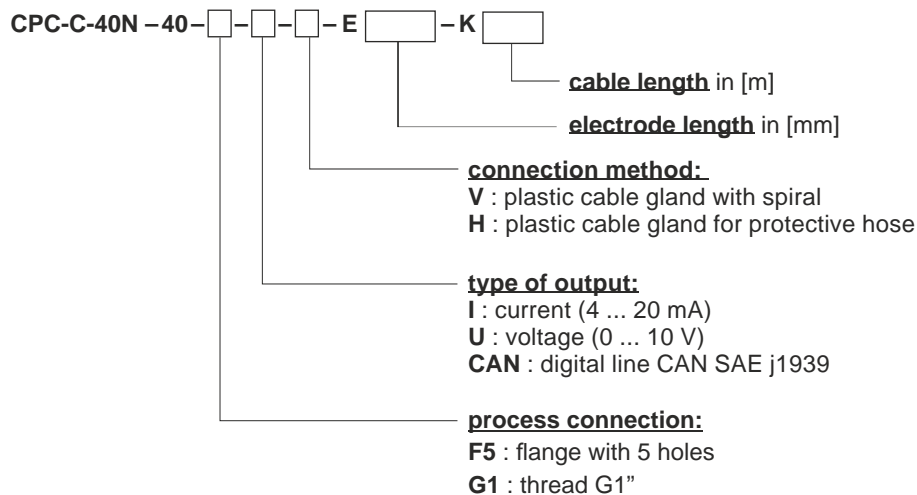 CPC-C-40N – 40 – – – – E – K
cable length in [m]
electrode length in [mm]
connection method:
V : plastic cable gland with spiral
H : plastic cable gland for protective hose
type of output:
I : current (4 ... 20 mA)
U : voltage (0 ... 10 V)
CAN : digital line CAN SAE j1939
process connection:
F5 : flange with 5 holes
G1 : thread G1”